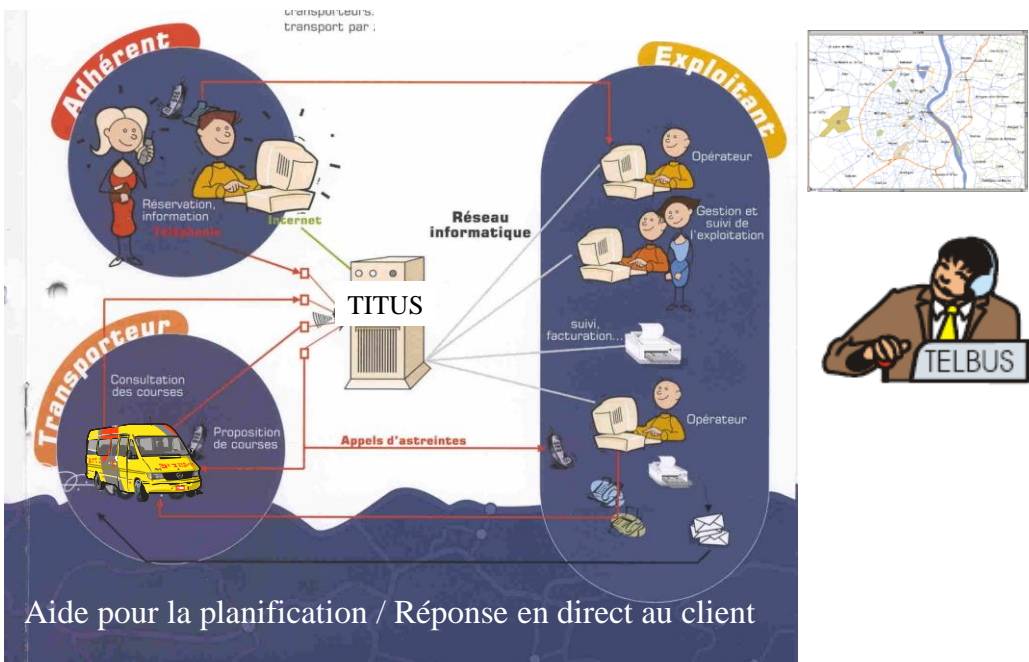 transporteurs.
transport par
Adhérent
Exploitant
Opérateur
Réservation,
information
Téléphonie
Internet
Réseau
informatique
Gestion et
suivi de
l'exploitation
TITUS
suivi,
facturation...
Transporteur
Consultation
des courses
Proposition
de courses
Appels d'astreintes
Opérateur
TELBUS
Aide pour la planification / Réponse en direct au client